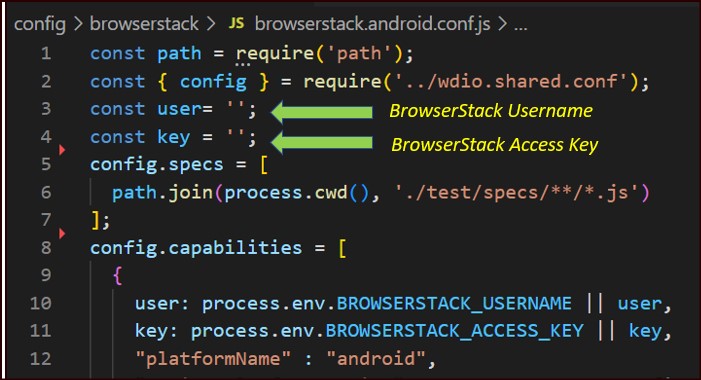 config > browserstack > JS browserstack.android.conf.js > ...
1 const path = require('path');
2 const { config } = require('../wdio.shared.conf');
3 const user= ''; BrowserStack Username
4 const key = ''; BrowserStack Access Key
5 config.specs = [
6 path.join(process.cwd(), './test/specs/**/*.js')
7 ];
8 config.capabilities = [
9 {
10 user: process.env.BROWSERSTACK_USERNAME || user,
11 key: process.env.BROWSERSTACK_ACCESS_KEY || key,
12 "platformName" : "android",